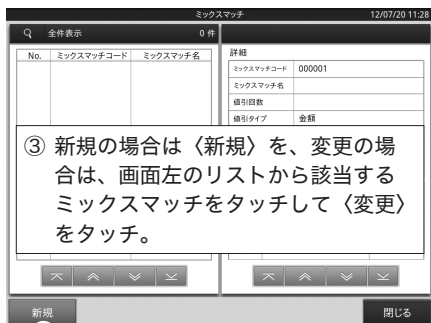 ミックスマッチ 12/07/20 11:28
全件表示 0 件
No. ミックスマッチコード ミックスマッチ名
詳細
ミックスマッチコード 000001
ミックスマッチ名
値引回数
値引タイプ 金額
③ 新規の場合は〈新規〉を、変更の場
合は、画面左のリストから該当する
ミックスマッチをタッチして〈変更〉
をタッチ。
新規 閉じる